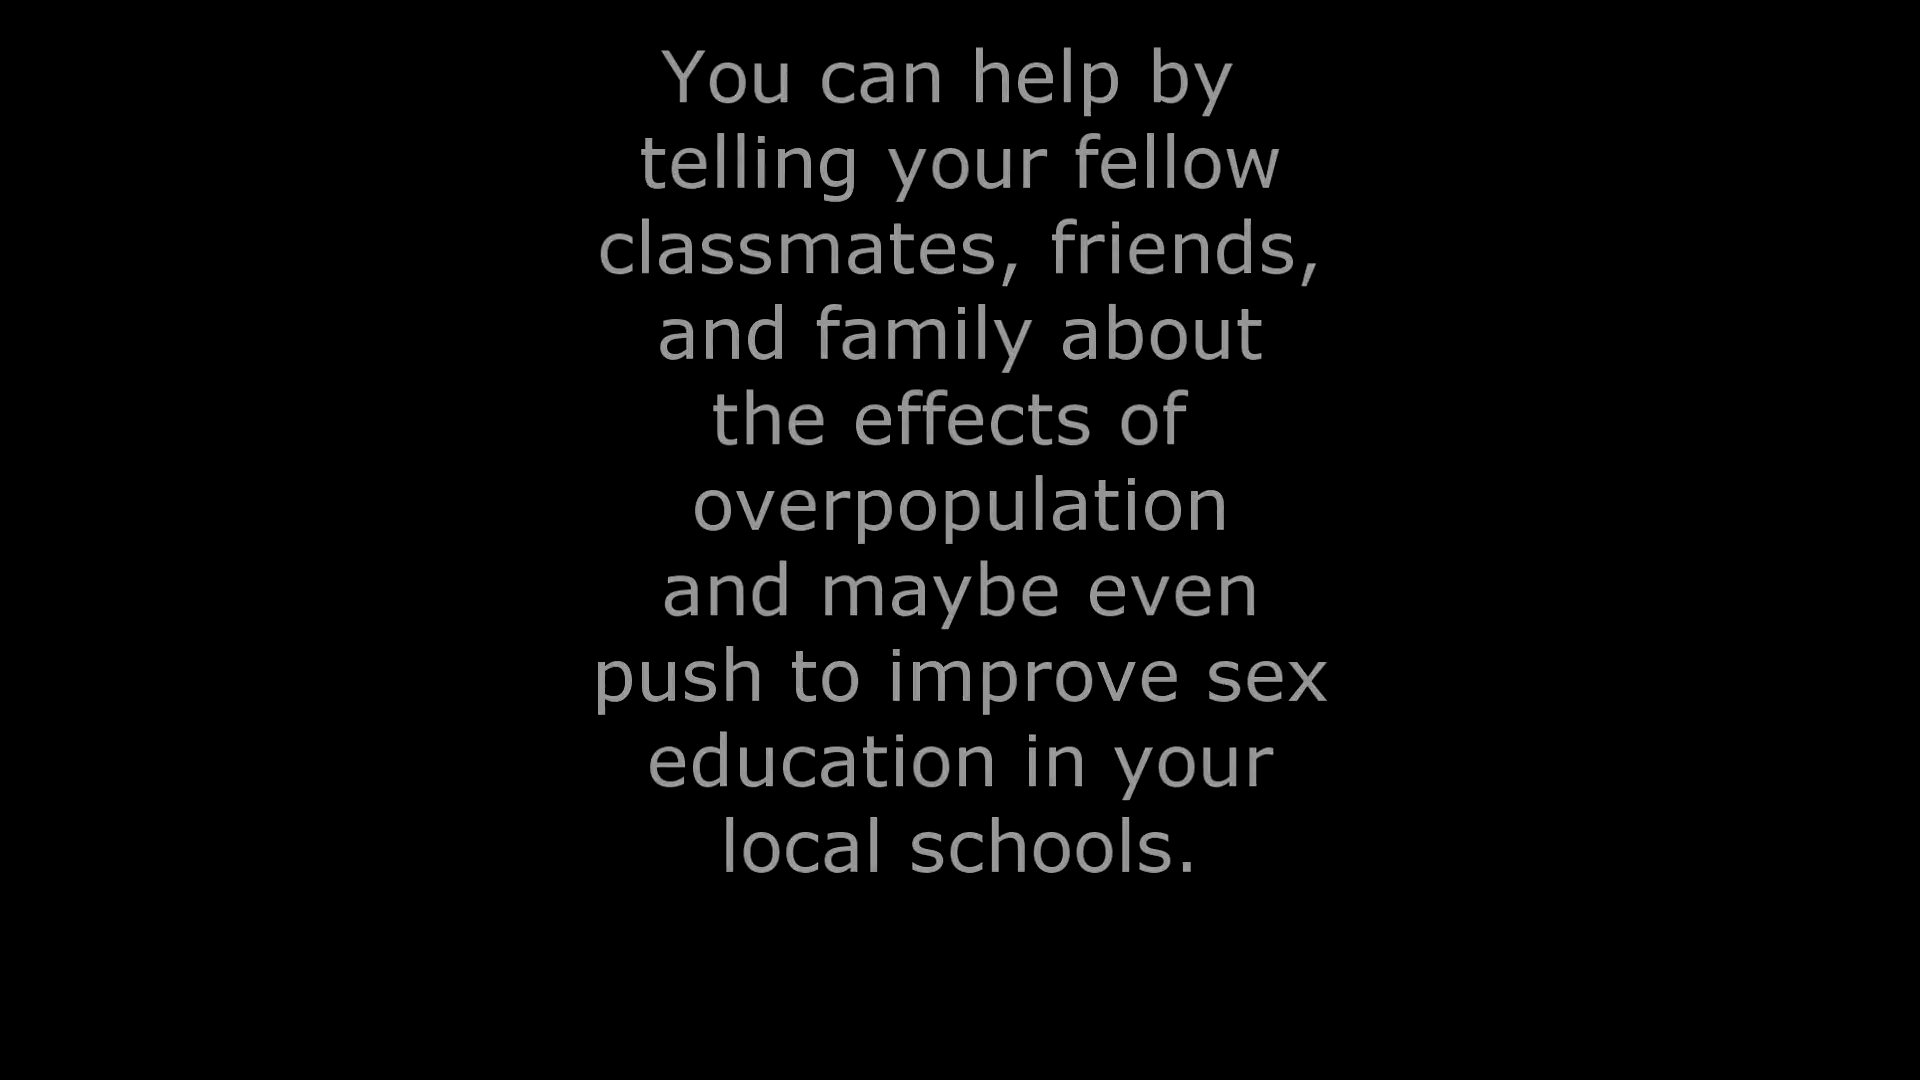 You can help by
telling your fellow
classmates, friends,
and family about
the effects of
overpopulation
and maybe even
push to improve sex
education in your
local schools.